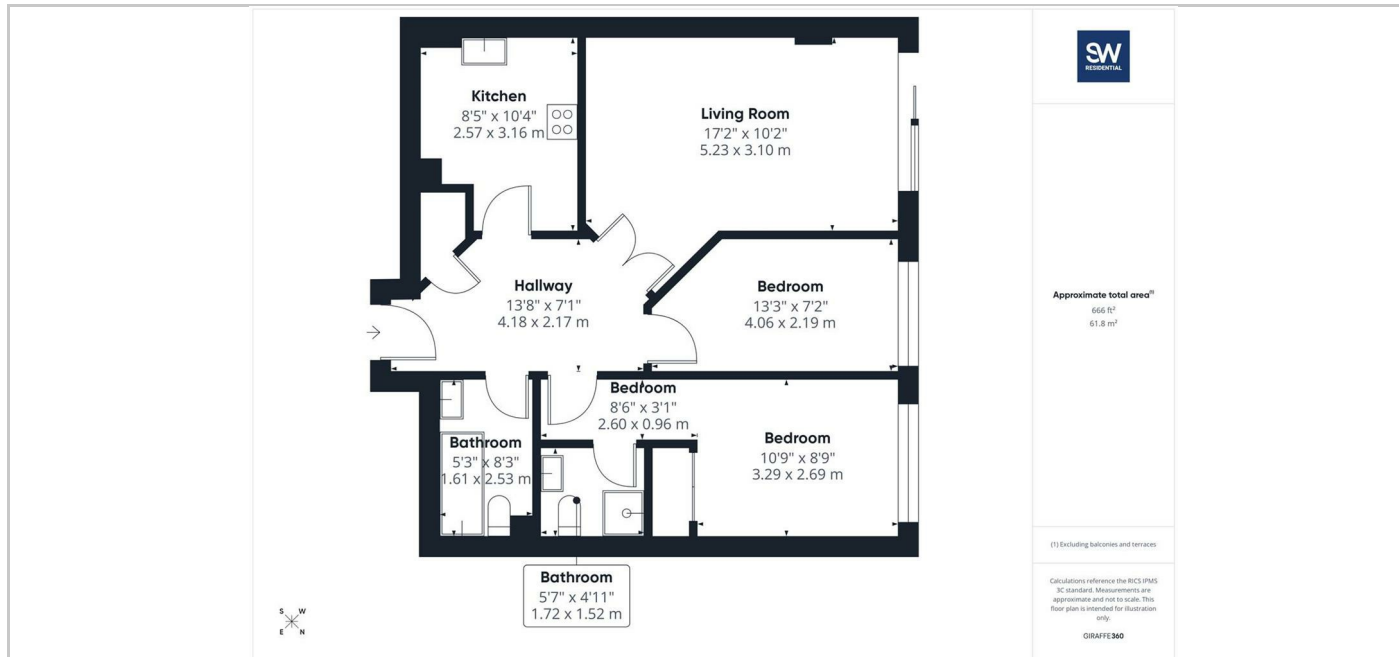 Kitchen
8'5" x 10'4"
2.57 x 3.16 m
Living Room
17'2" x 10'2"
5.23 x 3.10 m
Hallway
13'8" x 7'1"
4.18 x 2.17 m
Bedroom
13'3" x 7'2"
4.06 x 2.19 m
Bedroom
8'6" x 3'1"
2.60 x 0.96 m
Bathroom
5'3" x 8'3"
1.61 x 2.53 m
Bedroom
10'9" x 8'9"
3.29 x 2.69 m
Bathroom
5'7" x 4'11"
1.72 x 1.52 m
S W
E N
SW
RESIDENTIAL
Approximate total area(1)
666 ft²
61.8 m²
(1) Excluding balconies and terraces
Calculations reference the RICS IPMS
3C standard. Measurements are
approximate and not to scale. This
floor plan is intended for illustration
only.
GIRAFFE360